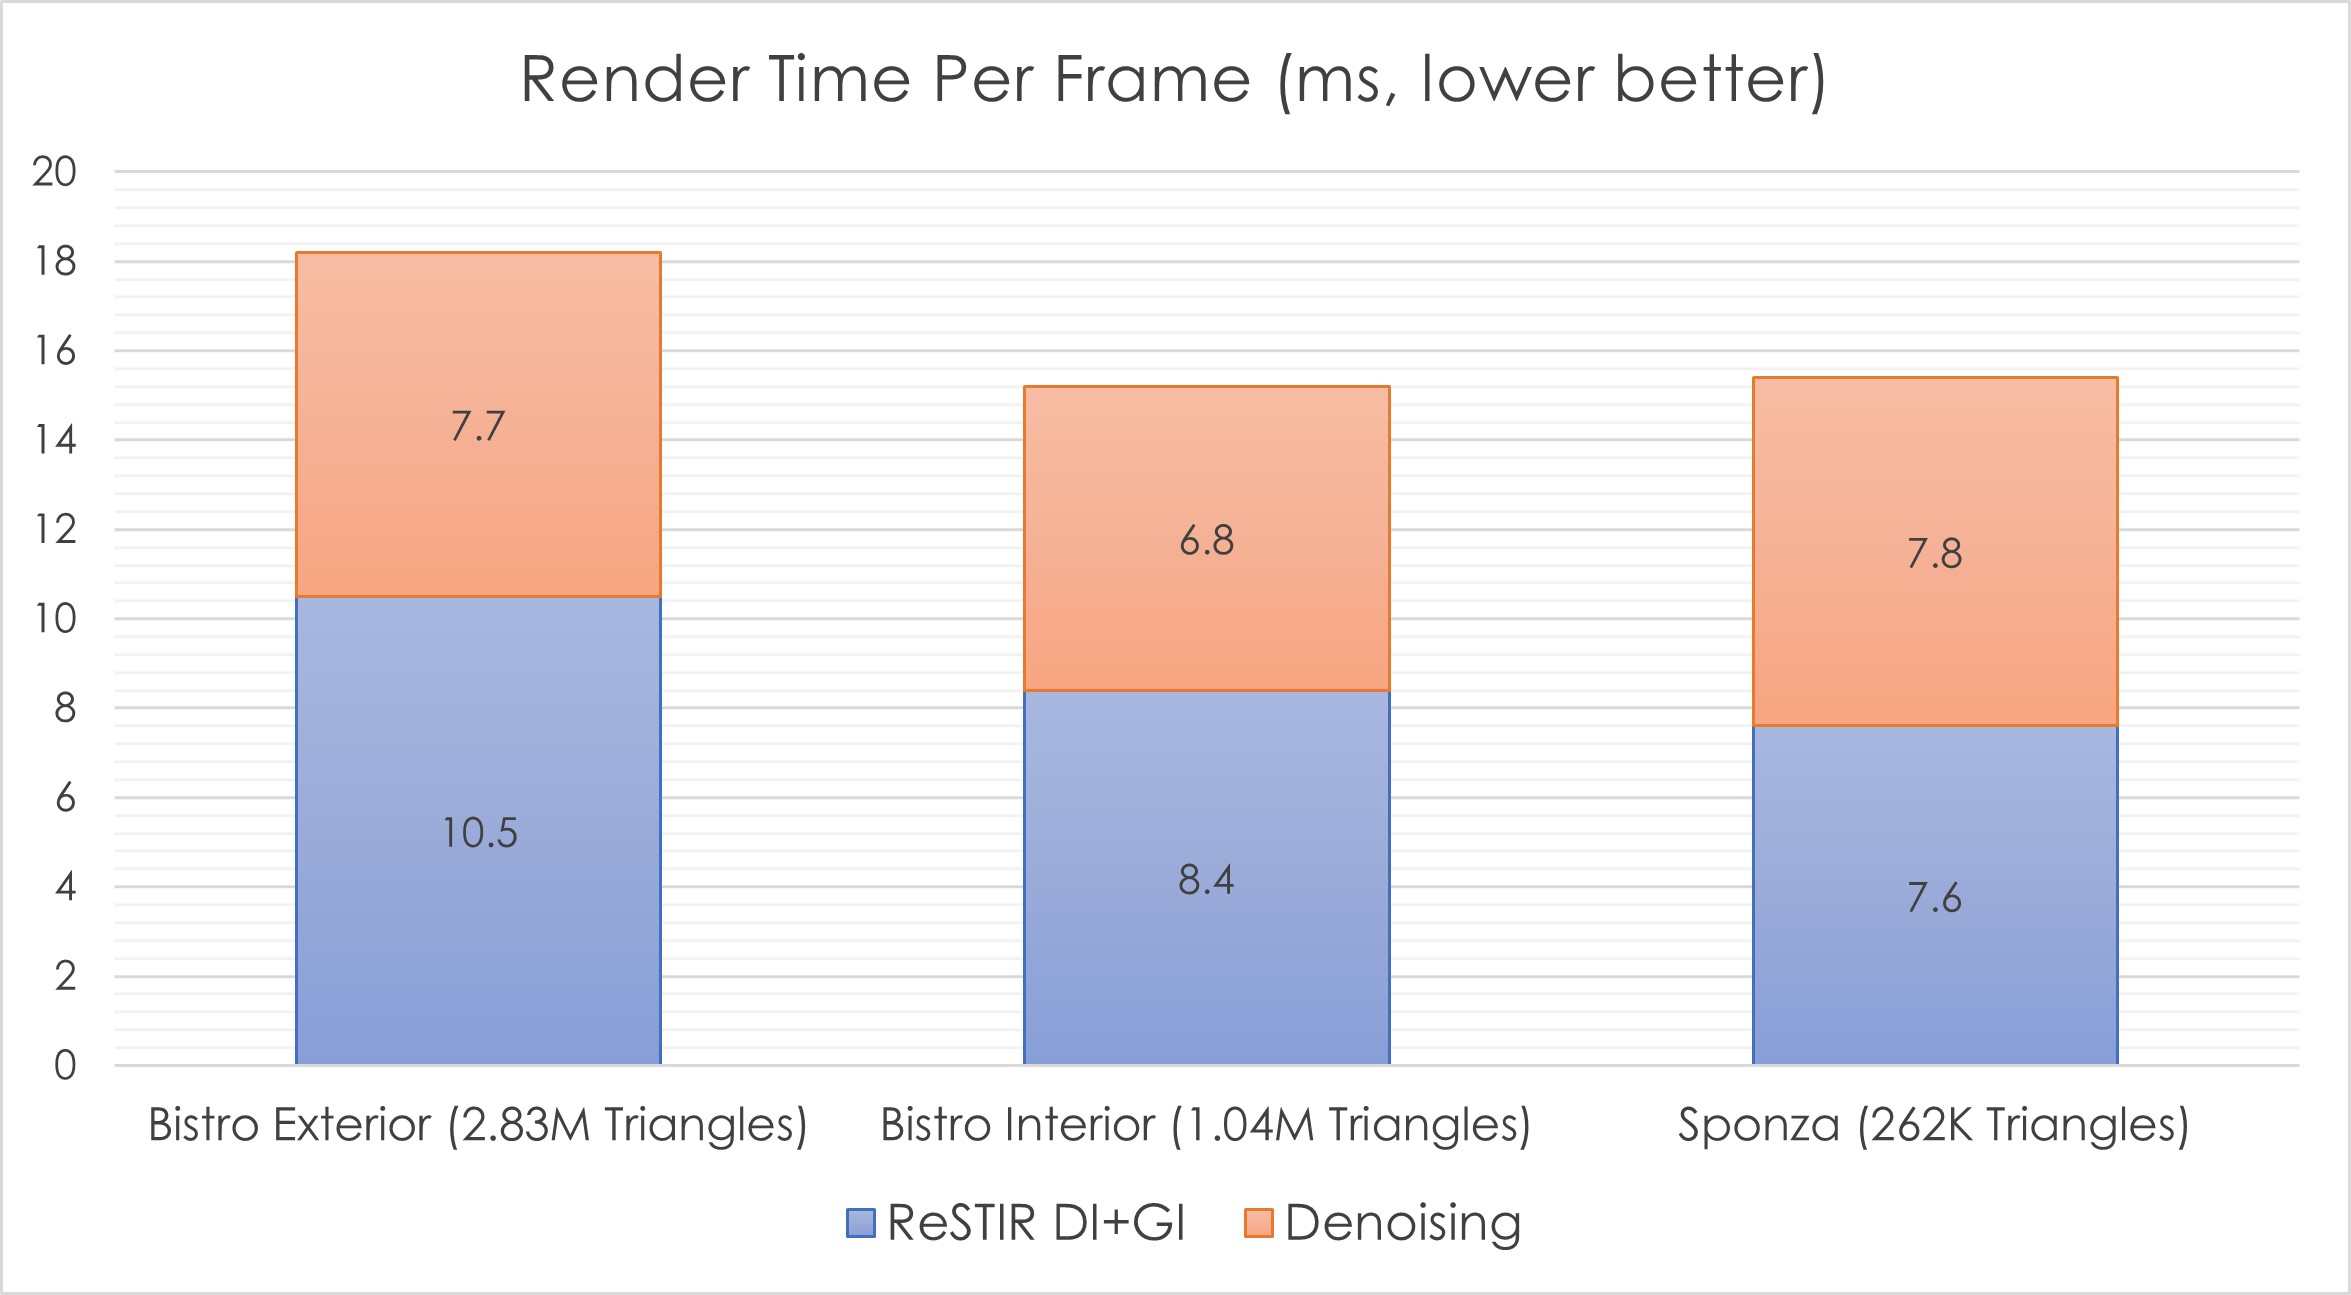 Render Time Per Frame (ms, lower better)
20
18
16
14
12
10
8
6
4
2
0
7.7
6.8
7.8
10.5
8.4
7.6
Bistro Exterior (2.83M Triangles)
Bistro Interior (1.04M Triangles)
Sponza (262K Triangles)
ReSTIR DI+GI
Denoising